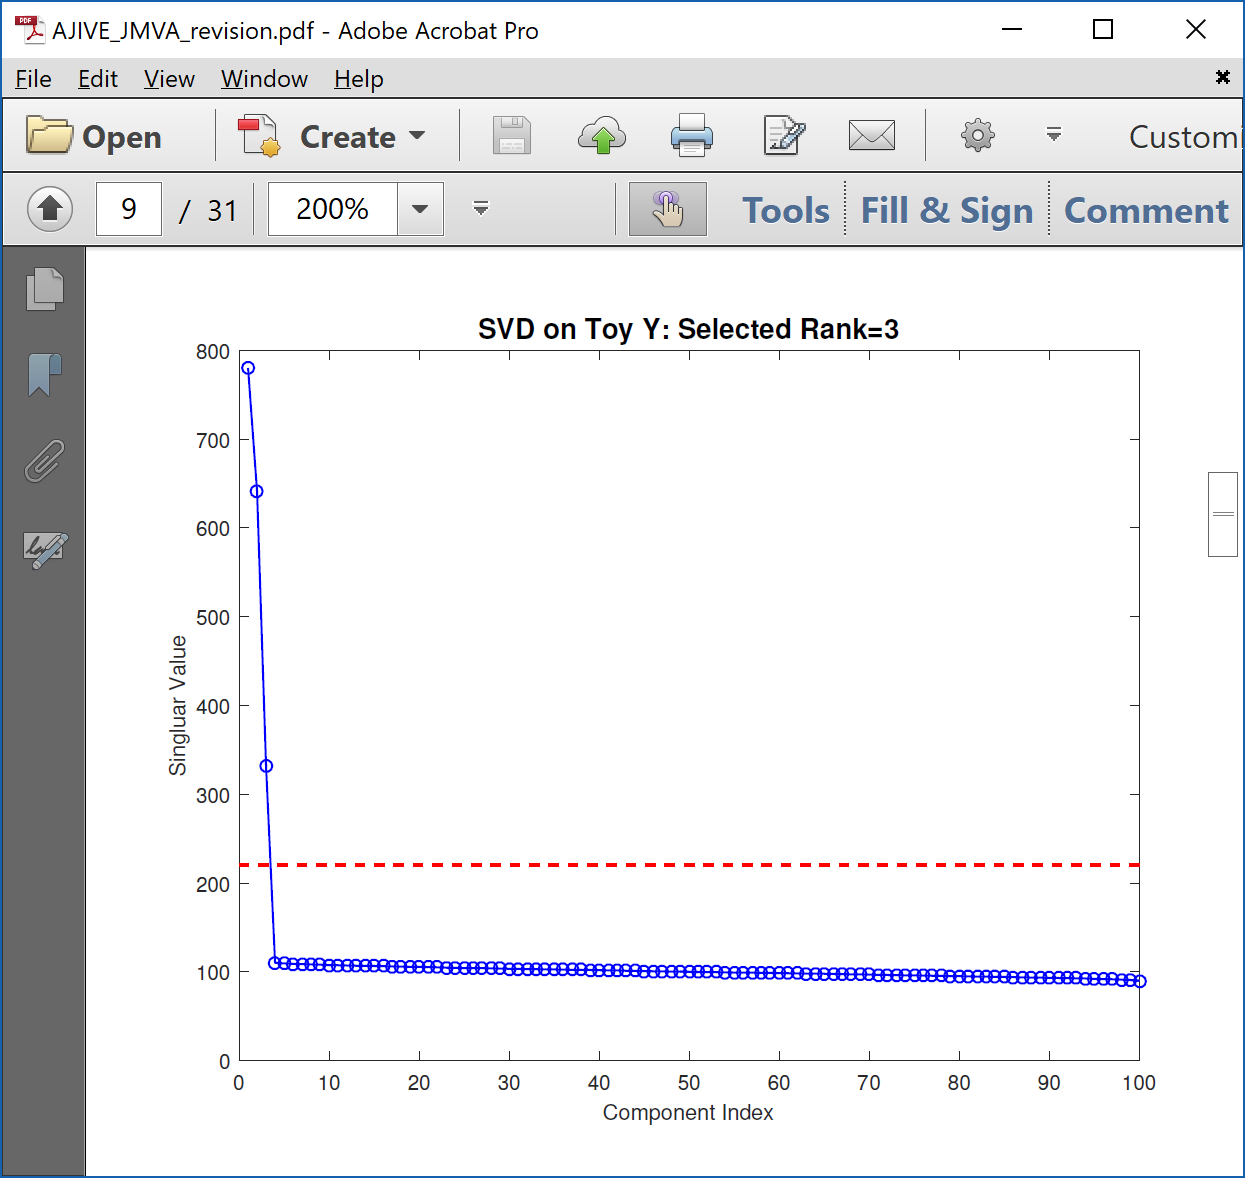 AJIVE_JMVA_revision.pdf - Adobe Acrobat Pro
File Edit View Window Help
Open Create Customi
9 / 31 200% Tools Fill & Sign Comment
SVD on Toy Y: Selected Rank=3
800
700
600
500
400
300
200
100
0
Singluar Value
0 10 20 30 40 50 60 70 80 90 100
Component Index